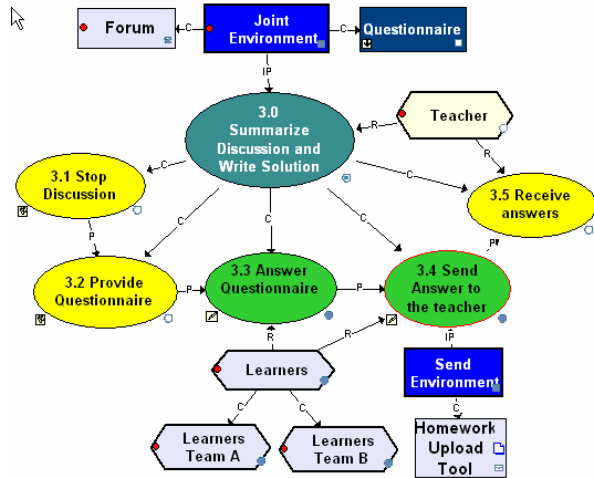 Forum
C
Joint
Environment
C
Questionnaire
IP
3.0
Summarize
Discussion and
Write Solution
Teacher
R
R
3.1 Stop
Discussion
C
C
3.5 Receive
answers
P
C
C
C
P
3.2 Provide
Questionnaire
P
3.3 Answer
Questionnaire
P
3.4 Send
Answer to
the teacher
R
R
IP
Learners
Send
Environment
C
C
C
Learners
Team A
Learners
Team B
Homework
Upload
Tool